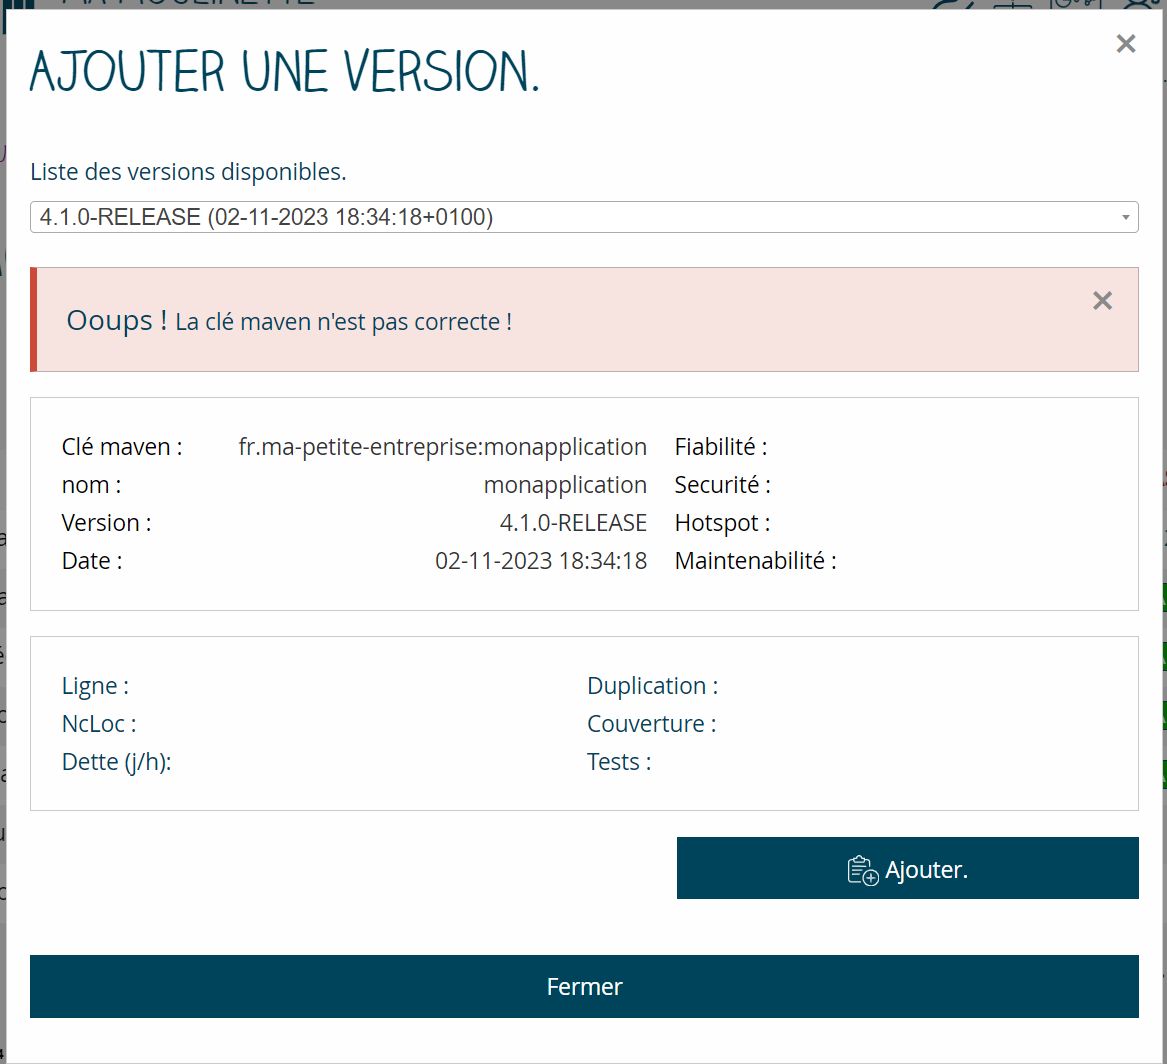 AJOUTER UNE VERSION.
Liste des versions disponibles.
4.1.0-RELEASE (02-11-2023 18:34:18+0100)
Ooups ! La clé maven n'est pas correcte !
Clé maven : fr.ma-petite-entreprise:monapplication Fiabilité :
nom : monapplication Securité :
Version : 4.1.0-RELEASE Hotspot :
Date : 02-11-2023 18:34:18 Maintenabilité :
Ligne : Duplication :
NcLoc : Couverture :
Dette (j/h): Tests :
Ajouter.
Fermer